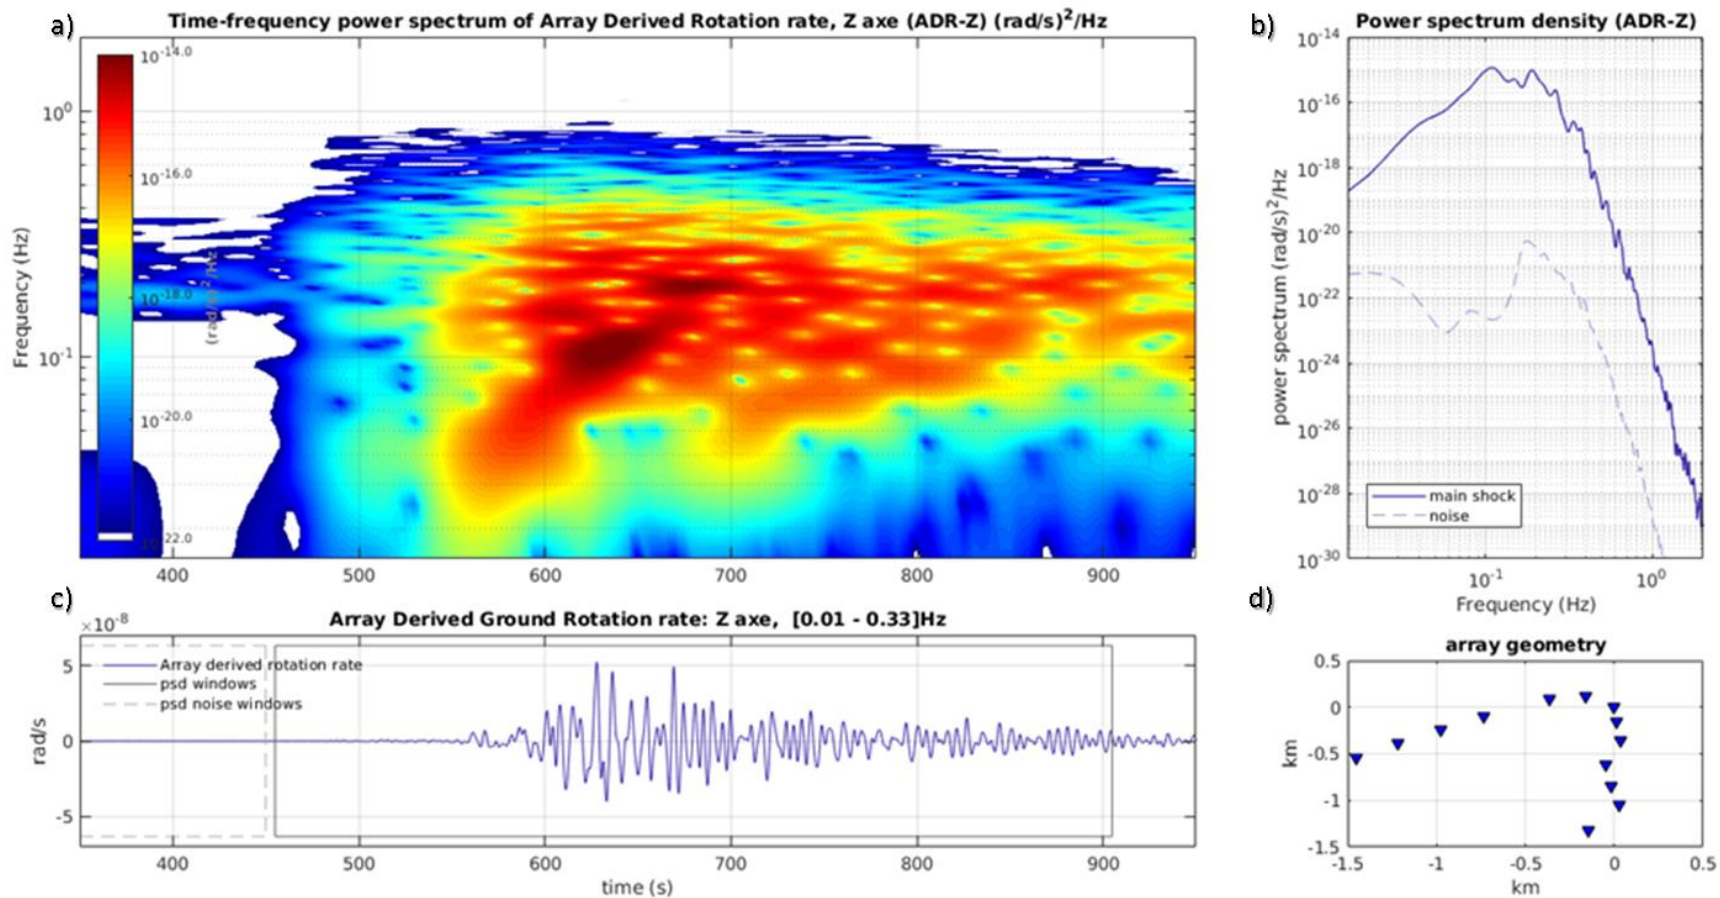 a)
Time-frequency power spectrum of Array Derived Rotation rate, Z axe (ADR-Z) (rad/s)²/Hz
10⁻¹⁴·⁰
10⁻¹⁶·⁰
10⁻¹⁸·⁰
10⁻²⁰·⁰
22.0
(rad/s)²/Hz
Frequency (Hz)
10⁰
10⁻¹
400 500 600 700 800 900
b)
Power spectrum density (ADR-Z)
power spectrum (rad/s)²/Hz
10⁻¹⁴
10⁻¹⁶
10⁻¹⁸
10⁻²⁰
10⁻²²
10⁻²⁴
10⁻²⁶
10⁻²⁸
10⁻³⁰
main shock
noise
10⁻¹ 10⁰
Frequency (Hz)
c)
Array Derived Ground Rotation rate: Z axe, [0.01 - 0.33]Hz
×10⁻⁸
rad/s
5
0
-5
Array derived rotation rate
psd windows
psd noise windows
400 500 600 700 800 900
time (s)
d)
array geometry
km
0.5
0
-0.5
-1
-1.5
-1.5 -1 -0.5 0 0.5
km